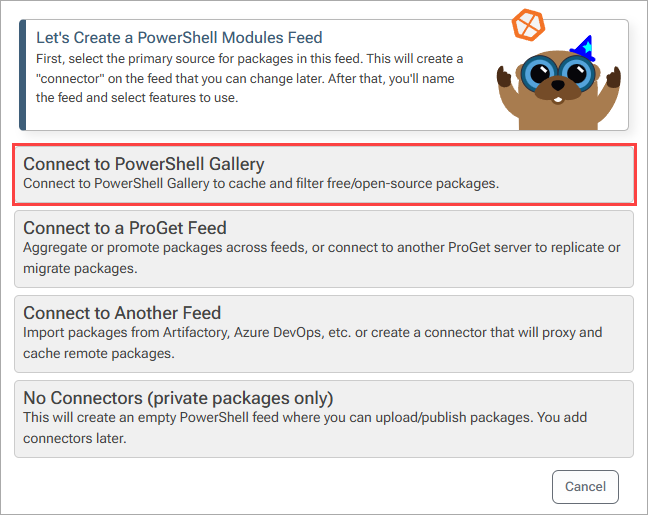 Let's Create a PowerShell Modules Feed
First, select the primary source for packages in this feed. This will create a
"connector" on the feed that you can change later. After that, you'll name
the feed and select features to use.
Connect to PowerShell Gallery
Connect to PowerShell Gallery to cache and filter free/open-source packages.
Connect to a ProGet Feed
Aggregate or promote packages across feeds, or connect to another ProGet server to replicate or
migrate packages.
Connect to Another Feed
Import packages from Artifactory, Azure DevOps, etc. or create a connector that will proxy and
cache remote packages.
No Connectors (private packages only)
This will create an empty PowerShell feed where you can upload/publish packages. You add
connectors later.
Cancel